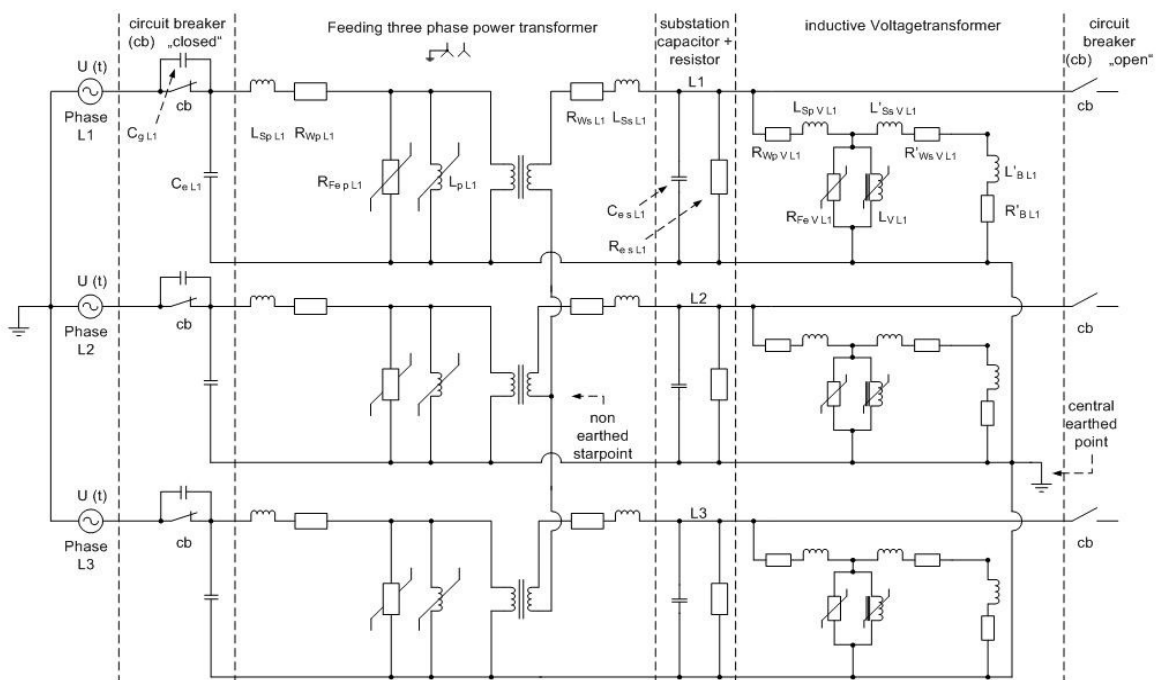 circuit breaker
(cb) „closed“
Feeding three phase power transformer
substation
capacitor +
resistor
inductive Voltagetransformer
circuit
breaker
(cb) „open“
U (t)
Phase
L1
cb
C g L1
C e L1
L Sp L1
R Wp L1
R Fe p L1
L p L1
R Ws L1
L Ss L1
L1
C e s L1
R e s L1
R Wp V L1
L Sp V L1
L' Ss V L1
R' Ws V L1
R Fe V L1
L V L1
L' B L1
R' B L1
cb
U (t)
Phase
L2
cb
L2
cb
non
earthed
starpoint
central
earthed
point
U (t)
Phase
L3
cb
L3
cb